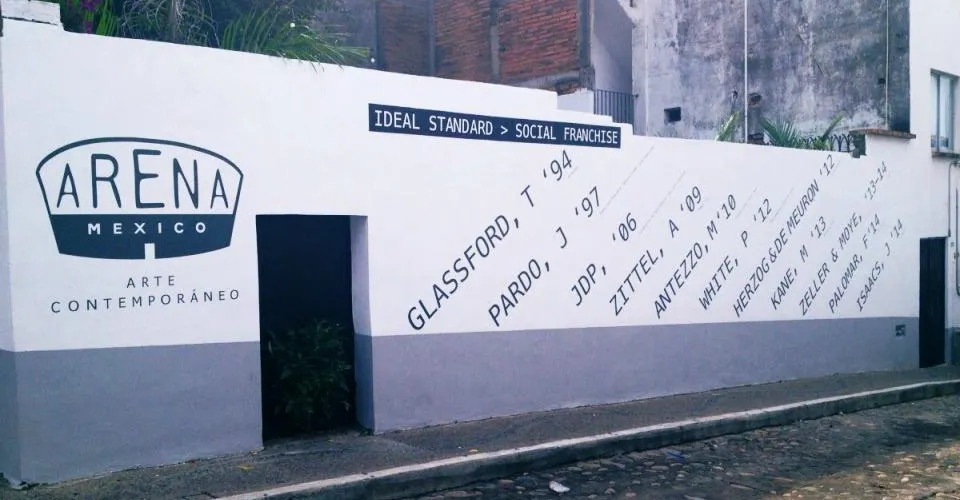 IDEAL STANDARD > SOCIAL FRANCHISE
ARENA
MEXICO
ARTE
CONTEMPORÁNEO
GLASSFORD, T '94
PARDO, J '97
JDP, '06
ZITTEL, A '09
ANTEZZO, M '10
WHITE, P '12
HERZOG & DE MEURON '12
KANE, M '13
ZELLER & MOYE, '13-14
PALOMAR, F '14
ISAACS, J '14